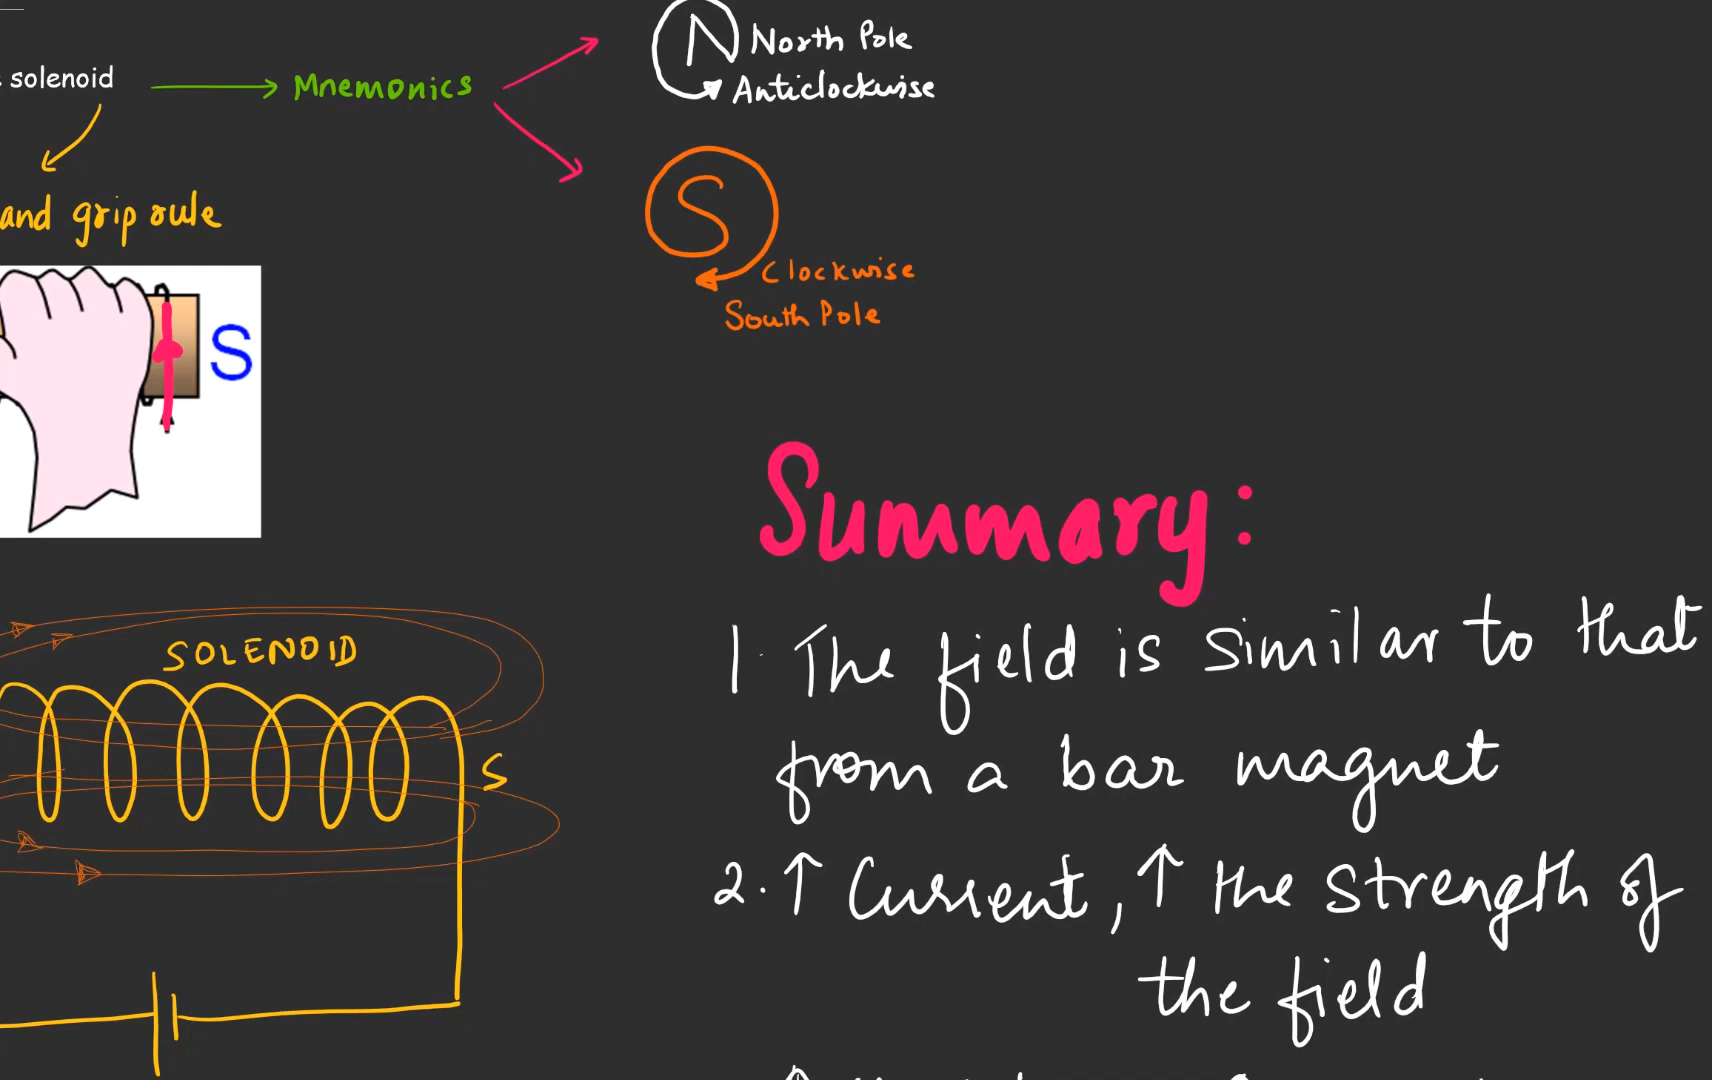 solenoid
Mnemonics
N North Pole
Anticlockwise
S
Clockwise
South Pole
and grip rule
S
Summary:
SOLENOID
S
1. The field is similar to that
from a bar magnet
2. ↑ Current, ↑ the strength of
the field